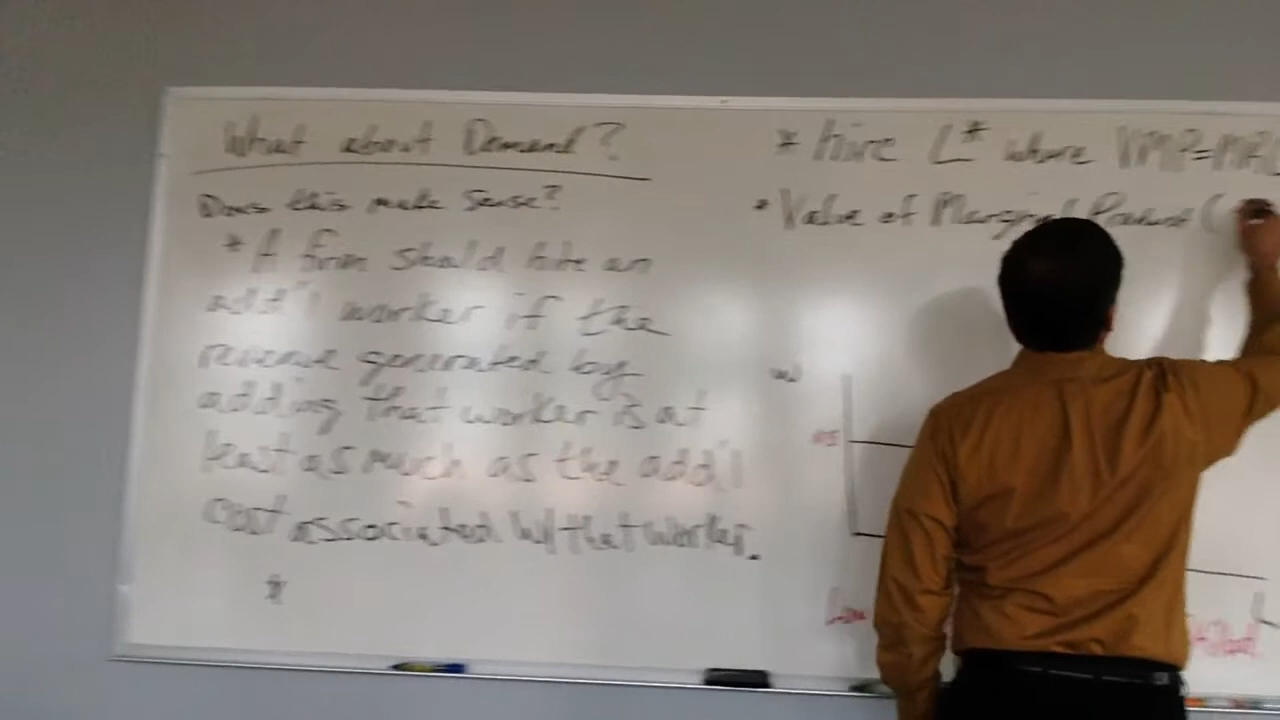 What about Demand?
Does this make sense?
* A firm should hire an
add'l worker if the
revenue generated by
adding that worker is at
least as much as the add'l
cost associated w/ that worker.
*
* hire L* where VMP=MRL
• Value of Marginal Product (
w
L